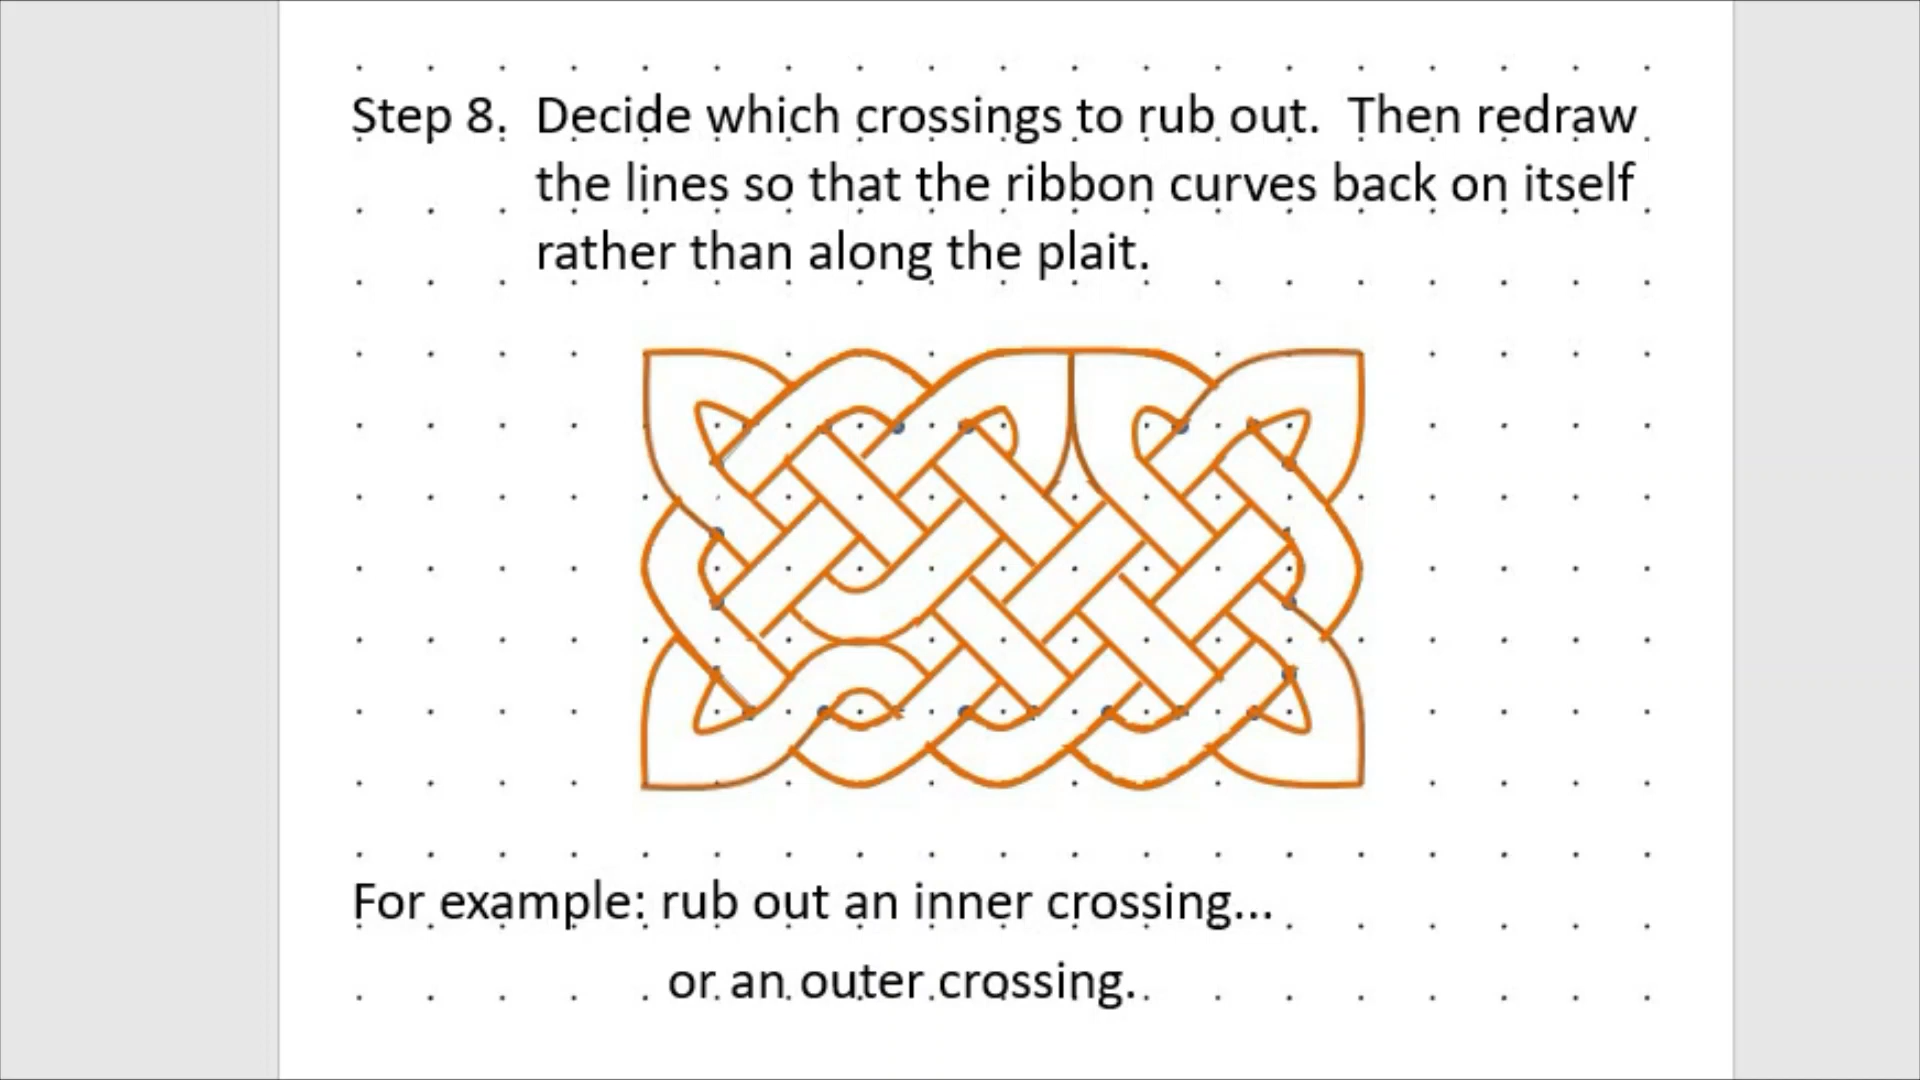 Step 8. Decide which crossings to rub out. Then redraw
the lines so that the ribbon curves back on itself
rather than along the plait.
For example: rub out an inner crossing...
or an outer crossing.